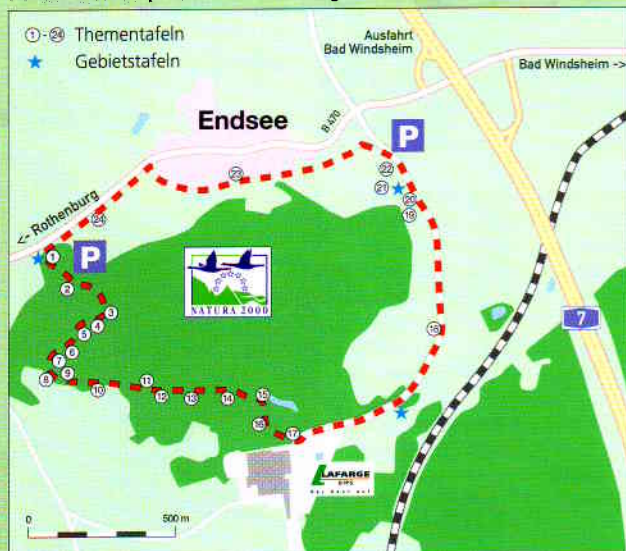 1 - 24 Thementafeln
Gebietstafeln
Ausfahrt
Bad Windsheim
Bad Windsheim ->
Endsee
B 470
P
22
23
21
20
19
<- Rothenburg
24
P
1
2
NATURA 2000
3
4
5
6
7
8
9
10
11
12
13
14
15
16
17
18
7
LAFARGE
GIPS
0
500 m